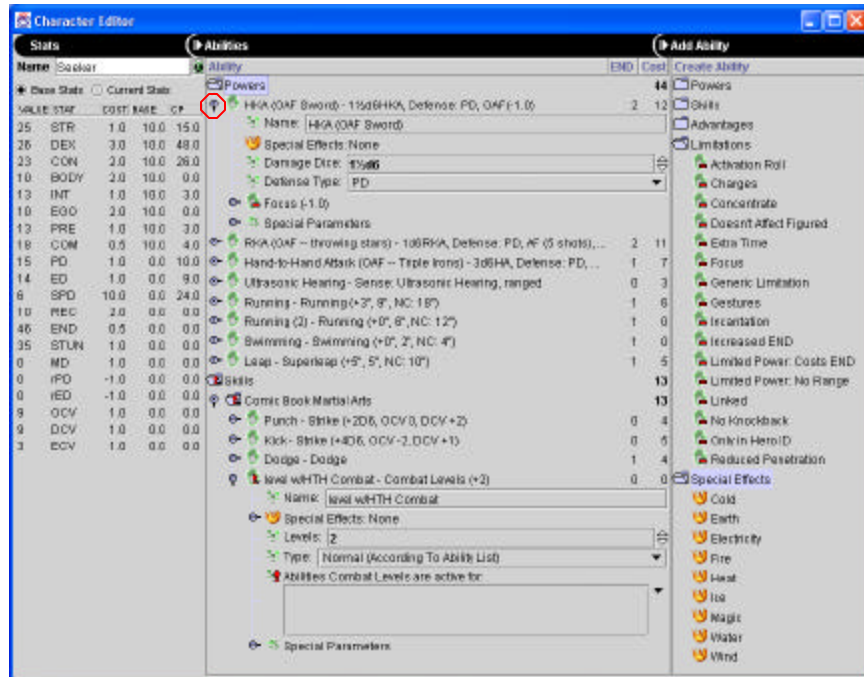 Character Editor
Stats
Abilities
Add Ability
Name Seeker
Ability END Cost
Create Ability
Base Stats Current Stats
VALUE STAT COST BASE CP
25 STR 1.0 10.0 15.0
26 DEX 3.0 10.0 48.0
23 CON 2.0 10.0 26.0
10 BODY 2.0 10.0 0.0
13 INT 1.0 10.0 3.0
10 EGO 2.0 10.0 0.0
13 PRE 1.0 10.0 3.0
18 COM 0.5 10.0 4.0
15 PD 1.0 0.0 10.0
14 ED 1.0 0.0 9.0
6 SPD 10.0 0.0 24.0
10 REC 2.0 0.0 0.0
46 END 0.5 0.0 0.0
35 STUN 1.0 0.0 0.0
0 MD 1.0 0.0 0.0
0 rPD -1.0 0.0 0.0
0 rED -1.0 0.0 0.0
9 OCV 1.0 0.0 0.0
9 DCV 1.0 0.0 0.0
3 ECV 1.0 0.0 0.0
Powers 44
HKA (OAF Sword) - 1½d6HKA, Defense: PD, OAF(-1.0) 2 12
Name: HKA (OAF Sword)
Special Effects: None
Damage Dice: 1½d6
Defense Type: PD
Focus (-1.0)
Special Parameters
RKA (OAF -- throwing stars) - 1d6RKA, Defense: PD, AF (5 shots),... 2 11
Hand-to-Hand Attack (OAF -- Triple Irons) - 3d6HA, Defense: PD,... 1 7
Ultrasonic Hearing - Sense: Ultrasonic Hearing, ranged 0 3
Running - Running (+3", 9", NC: 18") 1 6
Running (2) - Running (+0", 6", NC: 12") 1 0
Swimming - Swimming (+0", 2", NC: 4") 1 0
Leap - Superleap (+5", 5", NC: 10") 1 5
Skills 13
Comic Book Martial Arts 13
Punch - Strike (+2D6, OCV 0, DCV +2) 0 4
Kick - Strike (+4D6, OCV -2, DCV +1) 0 5
Dodge - Dodge 1 4
level w/HTH Combat - Combat Levels (+2) 0 0
Name: level w/HTH Combat
Special Effects: None
Levels: 2
Type: Normal (According To Ability List)
Abilities Combat Levels are active for:
Special Parameters
Powers
Skills
Advantages
Limitations
Activation Roll
Charges
Concentrate
Doesn't Affect Figured
Extra Time
Focus
Generic Limitation
Gestures
Incantation
Increased END
Limited Power: Costs END
Limited Power: No Range
Linked
No Knockback
Only in Hero ID
Reduced Penetration
Special Effects
Cold
Earth
Electricity
Fire
Heat
Ice
Magic
Water
Wind